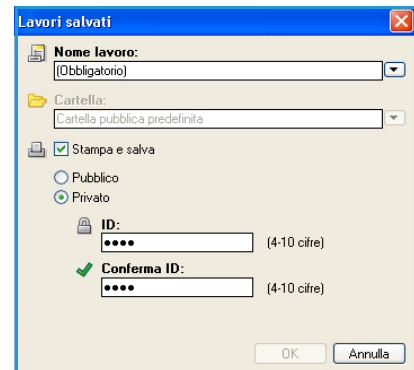 Lavori salvati
Nome lavoro:
(Obbligatorio)
Cartella:
Cartella pubblica predefinita
Stampa e salva
Pubblico
Privato
ID:
•••• (4-10 cifre)
Conferma ID:
•••• (4-10 cifre)
OK Annulla